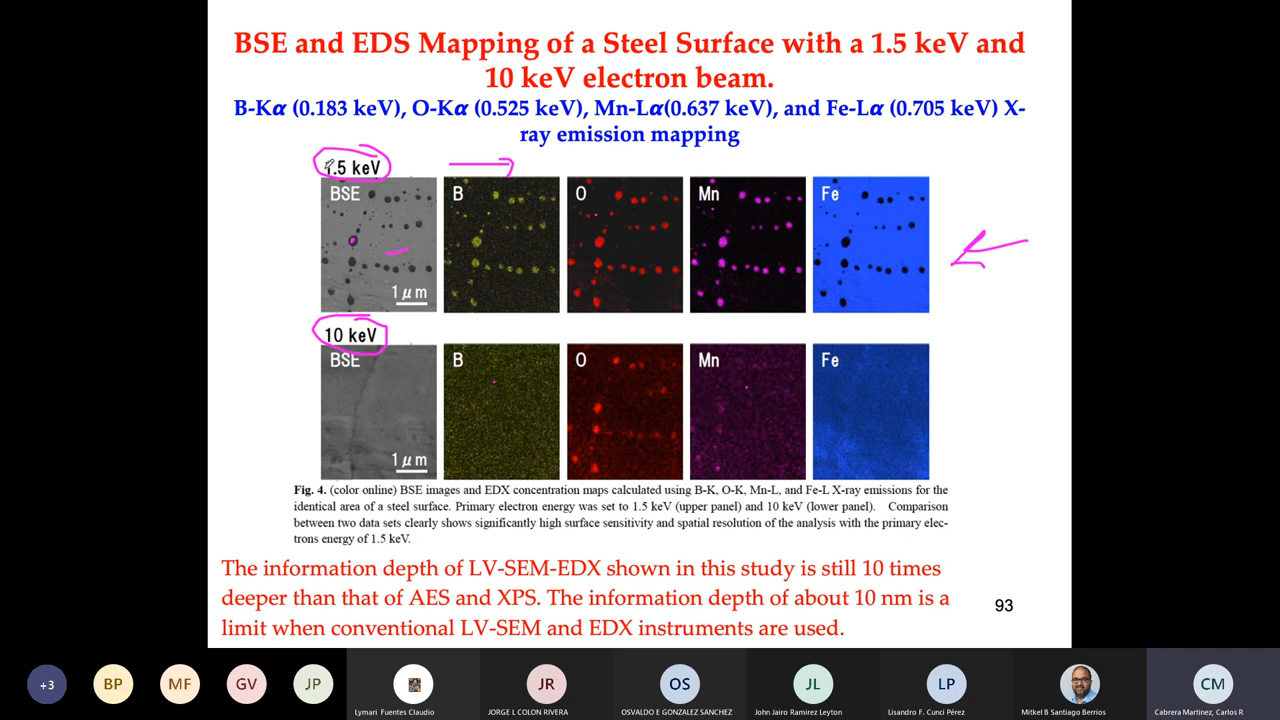 BSE and EDS Mapping of a Steel Surface with a 1.5 keV and
10 keV electron beam.
B-Kα (0.183 keV), O-Kα (0.525 keV), Mn-Lα(0.637 keV), and Fe-Lα (0.705 keV) X-
ray emission mapping
1.5 keV
BSE
B
O
Mn
Fe
1 μm
10 keV
BSE
B
O
Mn
Fe
1 μm
Fig. 4. (color online) BSE images and EDX concentration maps calculated using B-K, O-K, Mn-L, and Fe-L X-ray emissions for the
identical area of a steel surface. Primary electron energy was set to 1.5 keV (upper panel) and 10 keV (lower panel). Comparison
between two data sets clearly shows significantly high surface sensitivity and spatial resolution of the analysis with the primary elec-
trons energy of 1.5 keV.
The information depth of LV-SEM-EDX shown in this study is still 10 times
deeper than that of AES and XPS. The information depth of about 10 nm is a
limit when conventional LV-SEM and EDX instruments are used.
93
+3
BP
MF
GV
JP
JR
OS
JL
LP
CM
Lymari Fuentes Claudio
JORGE L COLON RIVERA
OSVALDO E GONZALEZ SANCHEZ
John Jairo Ramirez Leyton
Lisandro F. Cunci Pérez
Mitkel B Santiago Berrios
Cabrera Martinez, Carlos R